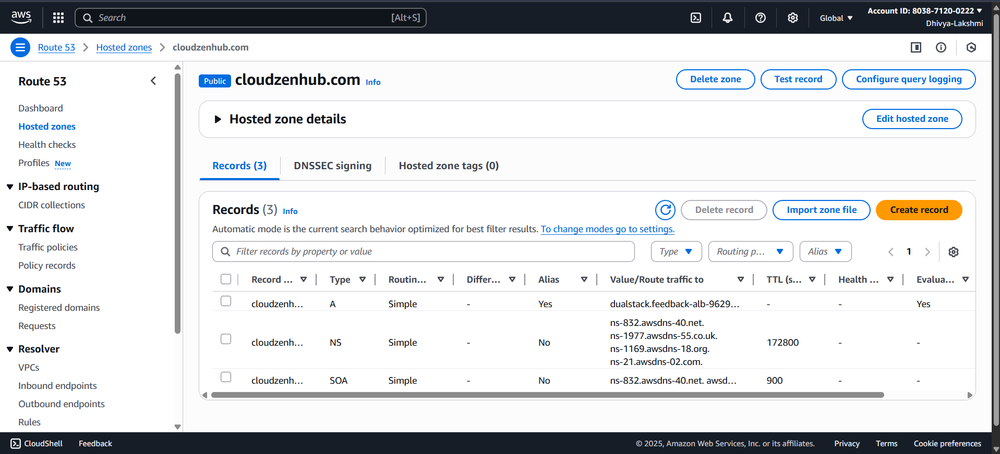 aws
Search
[Alt+S]
Global
Account ID: 8038-7120-0222
Dhivya-Lakshmi
Route 53
Hosted zones
cloudzenhub.com
Route 53
Dashboard
Hosted zones
Health checks
Profiles New
IP-based routing
CIDR collections
Traffic flow
Traffic policies
Policy records
Domains
Registered domains
Requests
Resolver
VPCs
Inbound endpoints
Outbound endpoints
Rules
Public cloudzenhub.com Info
Delete zone
Test record
Configure query logging
Hosted zone details
Edit hosted zone
Records (3)
DNSSEC signing
Hosted zone tags (0)
Records (3) Info
Delete record
Import zone file
Create record
Automatic mode is the current search behavior optimized for best filter results. To change modes go to settings.
Filter records by property or value
Type
Routing p...
Alias
1
Record ... Type Routin... Differ... Alias Value/Route traffic to TTL (s... Health ... Evalua...
cloudzenh... A Simple - Yes dualstack.feedback-alb-9629... - - Yes
ns-832.awsdns-40.net.
ns-1977.awsdns-55.co.uk.
cloudzenh... NS Simple - No ns-1169.awsdns-18.org. 172800 - -
ns-21.awsdns-02.com.
cloudzenh... SOA Simple - No ns-832.awsdns-40.net. awsd... 900 - -
CloudShell
Feedback
© 2025, Amazon Web Services, Inc. or its affiliates.
Privacy
Terms
Cookie preferences